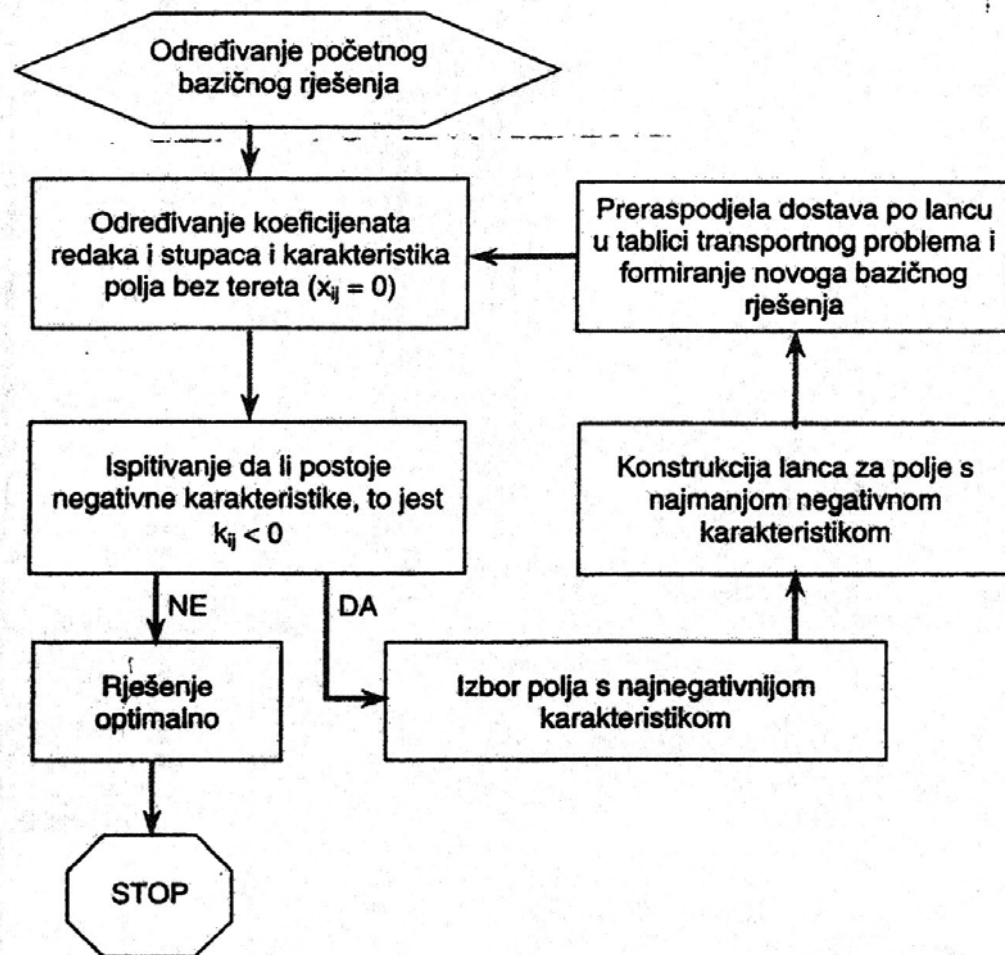 Određivanje početnog
bazičnog rješenja
Određivanje koeficijenata
redaka i stupaca i karakteristika
polja bez tereta (xij = 0)
Preraspodjela dostava po lancu
u tablici transportnog problema i
formiranje novoga bazičnog
rješenja
Ispitivanje da li postoje
negativne karakteristike, to jest
kij < 0
Konstrukcija lanca za polje s
najmanjom negativnom
karakteristikom
NE
DA
Rješenje
optimalno
Izbor polja s najnegativnijom
karakteristikom
STOP